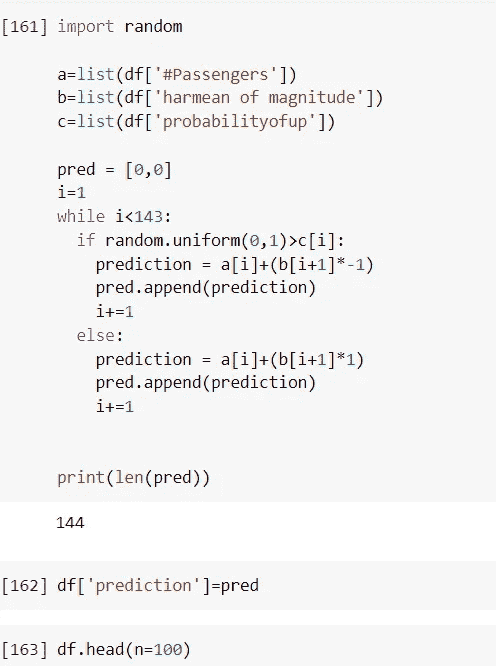 [161] import random
a=list(df['#Passengers'])
b=list(df['harmean of magnitude'])
c=list(df['probabilityofup'])
pred = [0,0]
i=1
while i<143:
if random.uniform(0,1)>c[i]:
prediction = a[i]+(b[i+1]*-1)
pred.append(prediction)
i+=1
else:
prediction = a[i]+(b[i+1]*1)
pred.append(prediction)
i+=1
print(len(pred))
144
[162] df['prediction']=pred
[163] df.head(n=100)